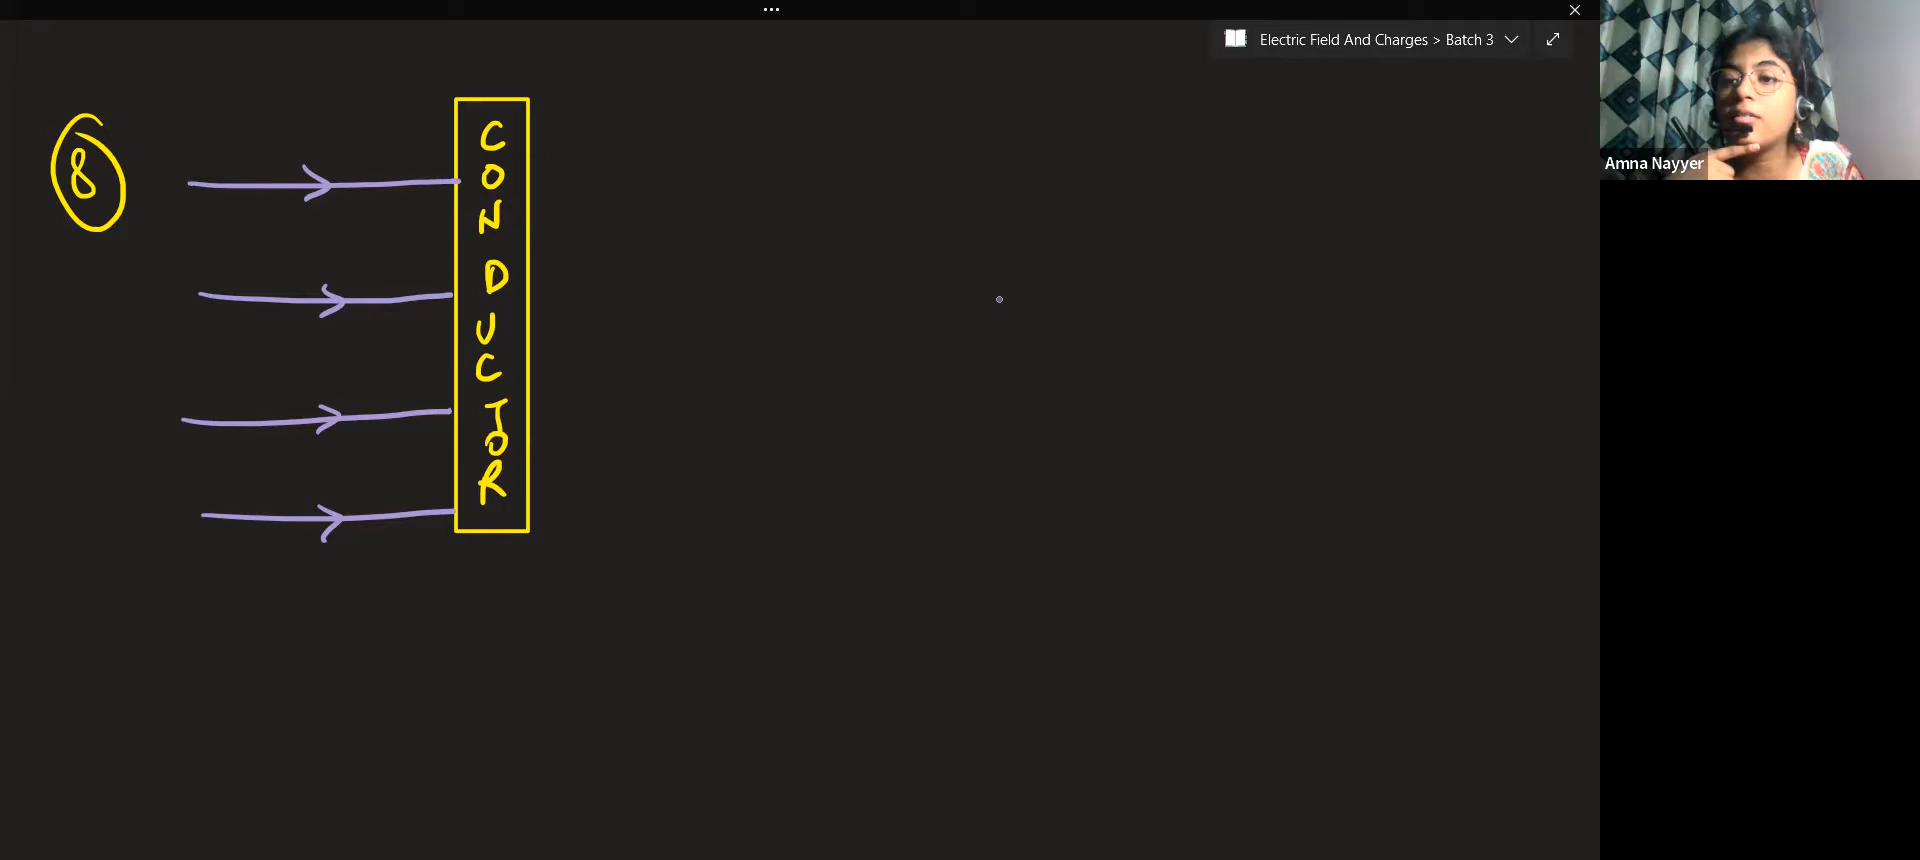 Electric Field And Charges > Batch 3
8
C
O
N
D
U
C
T
O
R
Amna Nayyer